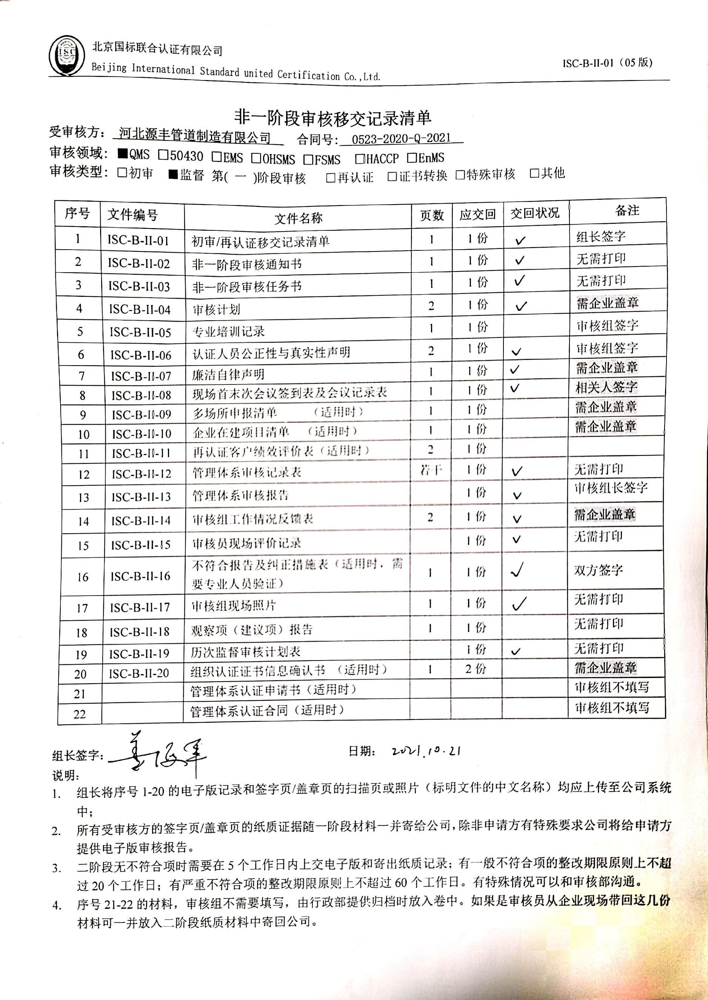 ISC
北京国标联合认证有限公司
Beijing International Standard united Certification Co.,Ltd.
ISC-B-II-01（05 版）
非一阶段审核移交记录清单
受审核方： 河北源丰管道制造有限公司 合同号： 0523-2020-Q-2021
审核领域：■QMS □50430 □EMS □OHSMS □FSMS □HACCP □EnMS
审核类型：□初审 ■监督 第( 一 )阶段审核 □再认证 □证书转换 □特殊审核 □其他
序号 文件编号 文件名称 页数 应交回 交回状况 备注
1 ISC-B-II-01 初审/再认证移交记录清单 1 1 份 ✓ 组长签字
2 ISC-B-II-02 非一阶段审核通知书 1 1 份 ✓ 无需打印
3 ISC-B-II-03 非一阶段审核任务书 1 1 份 ✓ 无需打印
4 ISC-B-II-04 审核计划 2 1 份 ✓ 需企业盖章
5 ISC-B-II-05 专业培训记录 1 1 份 审核组签字
6 ISC-B-II-06 认证人员公正性与真实性声明 2 1 份 ✓ 审核组签字
7 ISC-B-II-07 廉洁自律声明 1 1 份 ✓ 需企业盖章
8 ISC-B-II-08 现场首末次会议签到表及会议记录表 1 1 份 ✓ 相关人签字
9 ISC-B-II-09 多场所申报清单 （适用时） 1 1 份 需企业盖章
10 ISC-B-II-10 企业在建项目清单 （适用时） 1 1 份 需企业盖章
11 ISC-B-II-11 再认证客户绩效评价表（适用时） 2 1 份
12 ISC-B-II-12 管理体系审核记录表 若干 1 份 ✓ 无需打印
13 ISC-B-II-13 管理体系审核报告 1 份 ✓ 审核组长签字
14 ISC-B-II-14 审核组工作情况反馈表 2 1 份 ✓ 需企业盖章
15 ISC-B-II-15 审核员现场评价记录 1 份 ✓ 无需打印
16 ISC-B-II-16 不符合报告及纠正措施表（适用时，需 1 1 份 ✓ 双方签字
要专业人员验证）
17 ISC-B-II-17 审核组现场照片 1 1 份 ✓ 无需打印
18 ISC-B-II-18 观察项（建议项）报告 1 1 份 无需打印
19 ISC-B-II-19 历次监督审核计划表 1 份 ✓ 无需打印
20 ISC-B-II-20 组织认证证书信息确认书 （适用时） 1 2 份 需企业盖章
21 管理体系认证申请书（适用时） 审核组不填写
22 管理体系认证合同（适用时） 审核组不填写
组长签字： 日期： 2021.10.21
说明：
1. 组长将序号 1-20 的电子版记录和签字页/盖章页的扫描页或照片（标明文件的中文名称）均应上传至公司系统
中；
2. 所有受审核方的签字页/盖章页的纸质证据随一阶段材料一并寄给公司，除非申请方有特殊要求公司将给申请方
提供电子版审核报告。
3. 二阶段无不符合项时需要在 5 个工作日内上交电子版和寄出纸质记录；有一般不符合项的整改期限原则上不超
过 20 个工作日；有严重不符合项的整改期限原则上不超过 60 个工作日。有特殊情况可以和审核部沟通。
4. 序号 21-22 的材料，审核组不需要填写，由行政部提供归档时放入卷中。如果是审核员从企业现场带回这几份
材料可一并放入二阶段纸质材料中寄回公司。